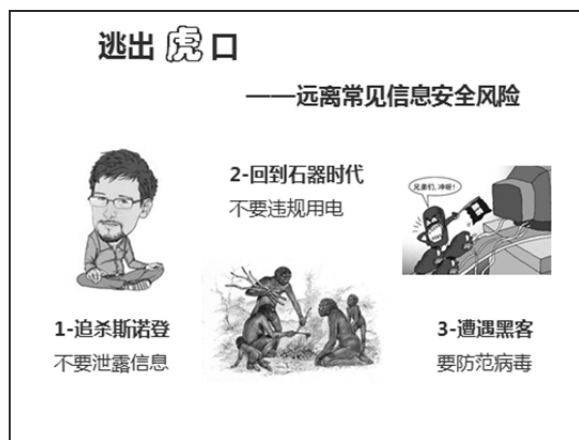 逃出虎口
——远离常见信息安全风险
2-回到石器时代
不要违规用电
兄弟们,冲呀!
1-追杀斯诺登
不要泄露信息
3-遭遇黑客
要防范病毒